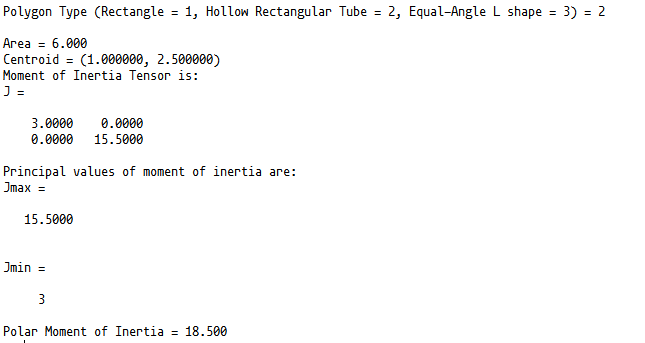 Polygon Type (Rectangle = 1, Hollow Rectangular Tube = 2, Equal-Angle L shape = 3) = 2
Area = 6.000
Centroid = (1.000000, 2.500000)
Moment of Inertia Tensor is:
J =
3.0000 0.0000
0.0000 15.5000
Principal values of moment of inertia are:
Jmax =
15.5000
Jmin =
3
Polar Moment of Inertia = 18.500